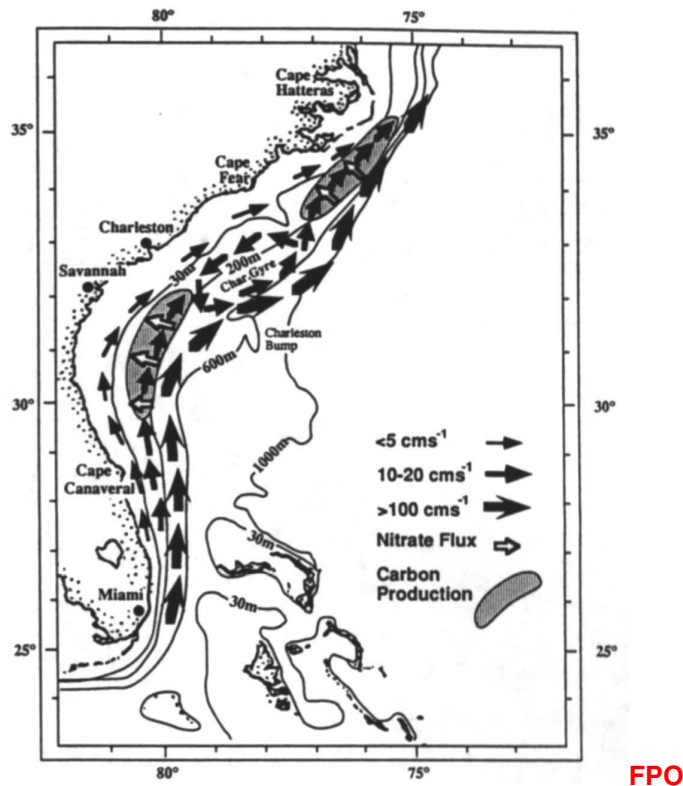 80°
75°
Cape
Hatteras
35°
35°
Cape
Fear
Charleston
Savannah
30m
200m
Char. Gyre
Charleston
Bump
600m
30°
30°
1000m
<5 cms⁻¹
10-20 cms⁻¹
>100 cms⁻¹
Nitrate Flux
Carbon
Production
Cape
Canaveral
30m
Miami
30m
25°
25°
80°
75°
FPO